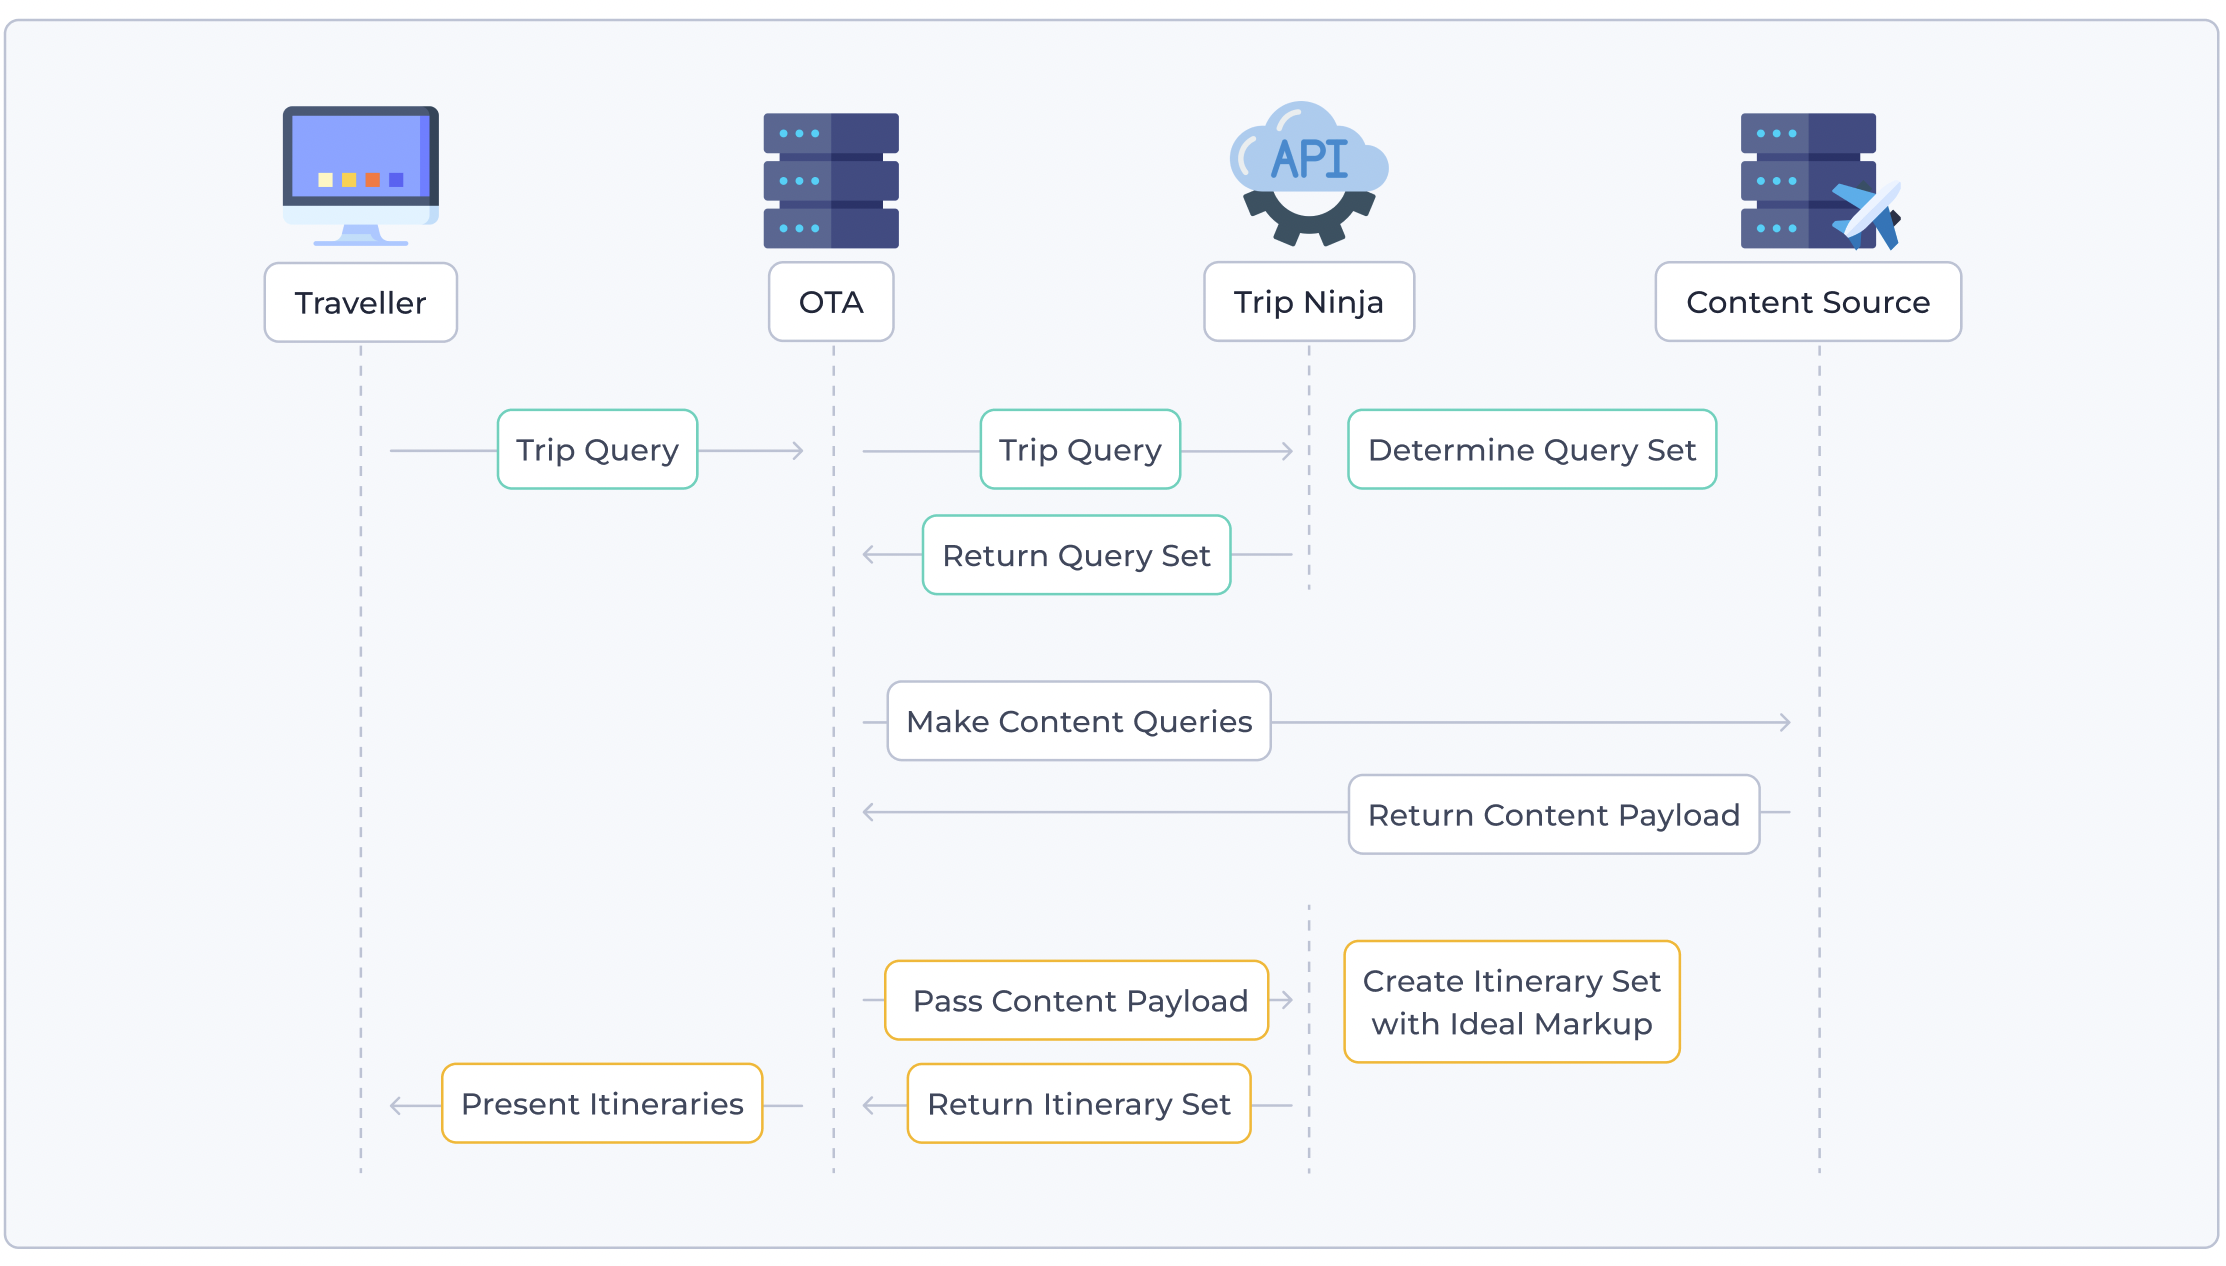 API
Traveller
OTA
Trip Ninja
Content Source
Trip Query
Trip Query
Determine Query Set
Return Query Set
Make Content Queries
Return Content Payload
Pass Content Payload
Create Itinerary Set
with Ideal Markup
Present Itineraries
Return Itinerary Set